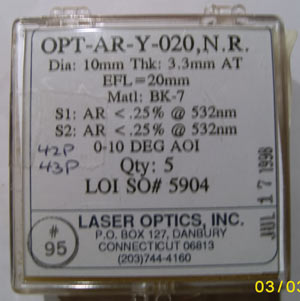 OPT-AR-Y-020,N.R.
Dia: 10mm Thk: 3.3mm AT
EFL=20mm
Matl: BK-7
S1: AR < .25% @ 532nm
S2: AR < .25% @ 532nm
42P 0-10 DEG AOI
43P Qty: 5
LOI SO# 5904
JUL 17 1998
# 95
LASER OPTICS, INC.
P.O. BOX 127, DANBURY
CONNECTICUT 06813
(203)744-4160
03/03